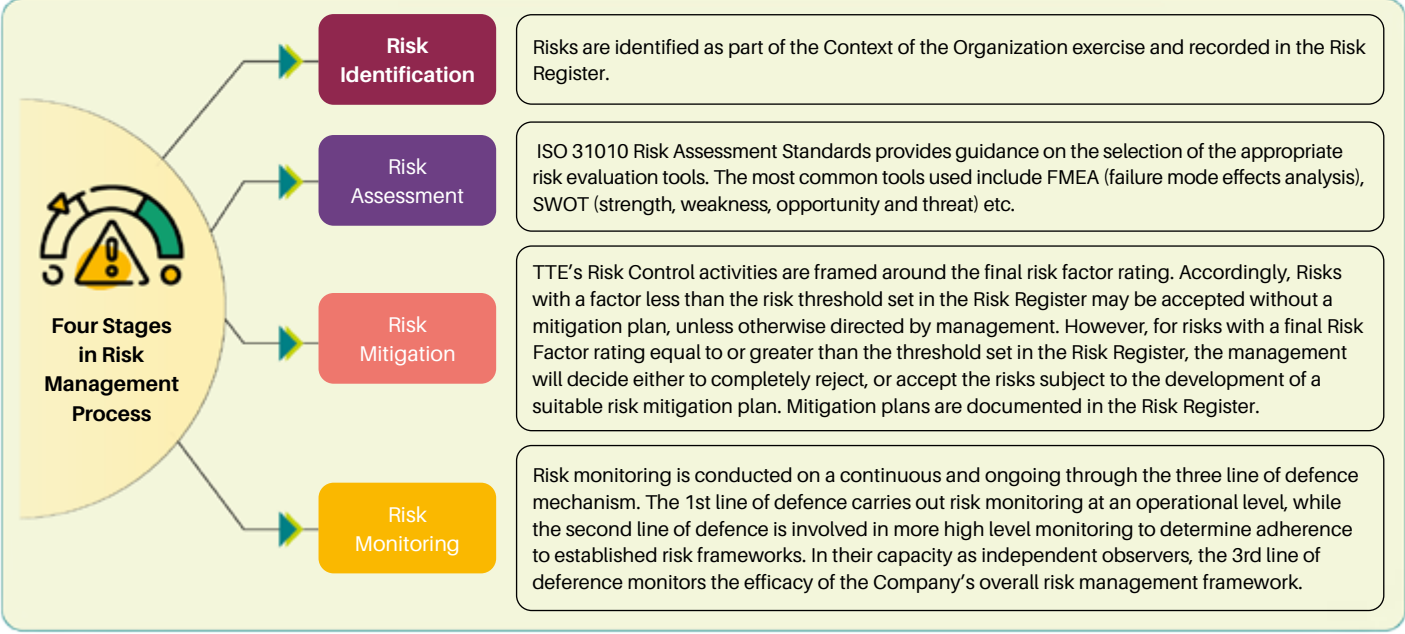 Four Stages
in Risk
Management
Process
Risk
Identification
Risks are identified as part of the Context of the Organization exercise and recorded in the Risk
Register.
Risk
Assessment
ISO 31010 Risk Assessment Standards provides guidance on the selection of the appropriate
risk evaluation tools. The most common tools used include FMEA (failure mode effects analysis),
SWOT (strength, weakness, opportunity and threat) etc.
Risk
Mitigation
TTE’s Risk Control activities are framed around the final risk factor rating. Accordingly, Risks
with a factor less than the risk threshold set in the Risk Register may be accepted without a
mitigation plan, unless otherwise directed by management. However, for risks with a final Risk
Factor rating equal to or greater than the threshold set in the Risk Register, the management
will decide either to completely reject, or accept the risks subject to the development of a
suitable risk mitigation plan. Mitigation plans are documented in the Risk Register.
Risk
Monitoring
Risk monitoring is conducted on a continuous and ongoing through the three line of defence
mechanism. The 1st line of defence carries out risk monitoring at an operational level, while
the second line of defence is involved in more high level monitoring to determine adherence
to established risk frameworks. In their capacity as independent observers, the 3rd line of
deference monitors the efficacy of the Company’s overall risk management framework.